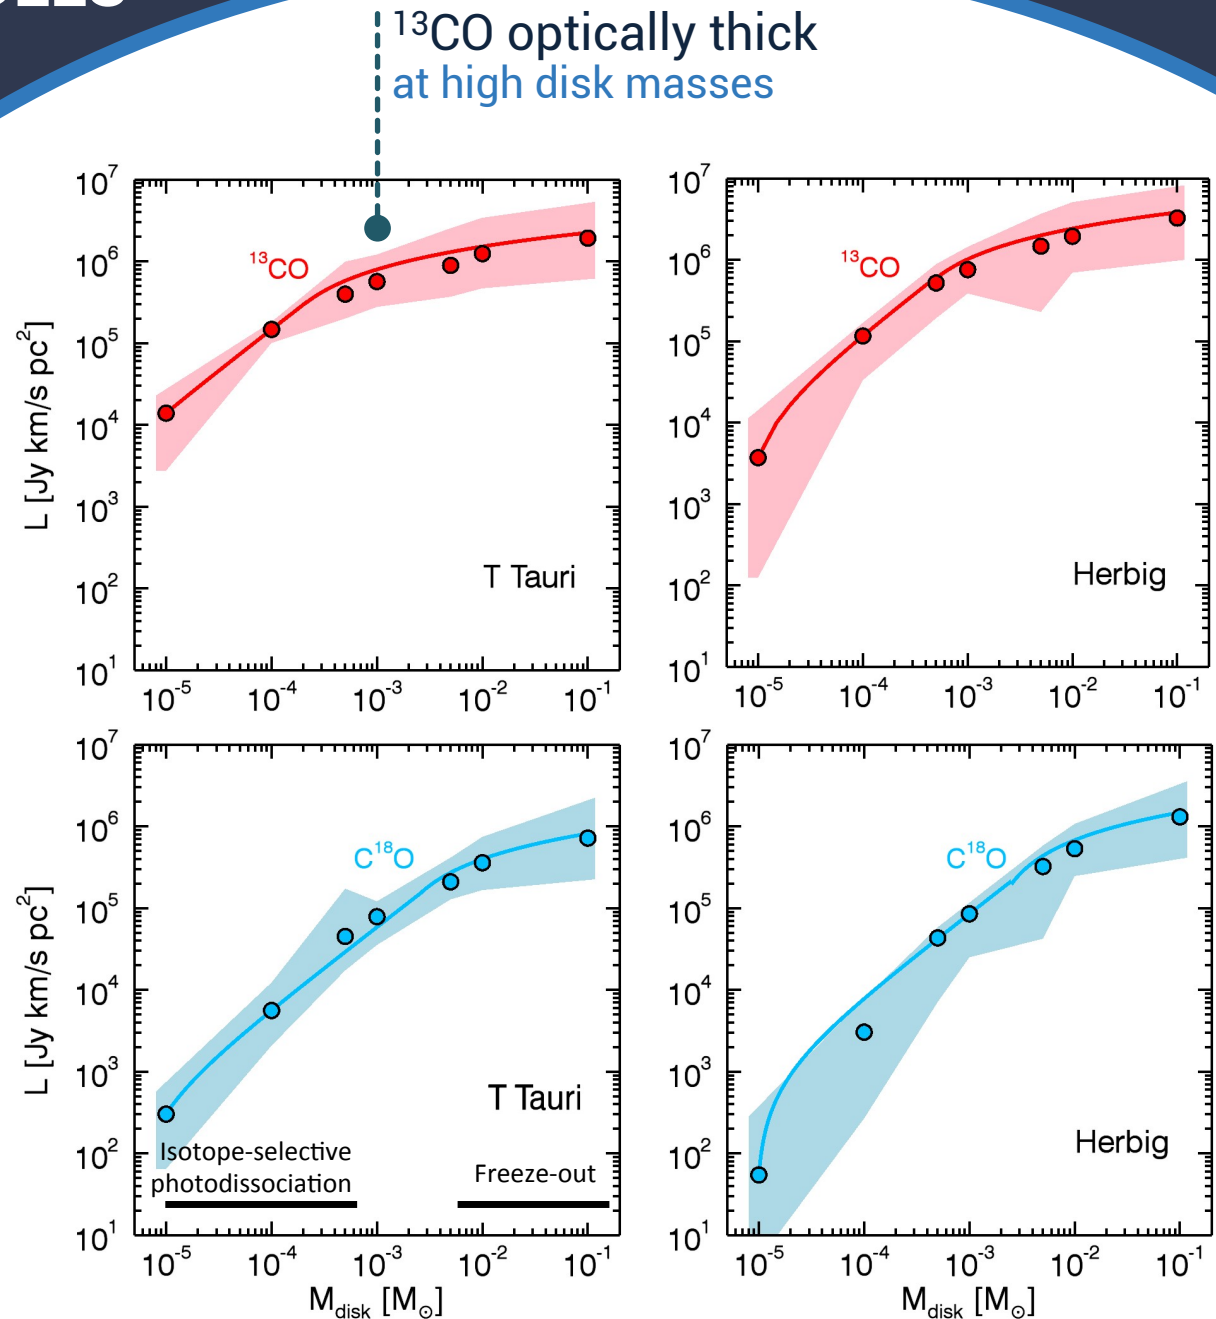 ¹³CO optically thick
at high disk masses
10⁷
10⁶
10⁵
10⁴
10³
10²
10¹
L [Jy km/s pc²]
¹³CO
T Tauri
10⁻⁵ 10⁻⁴ 10⁻³ 10⁻² 10⁻¹
10⁷
10⁶
10⁵
10⁴
10³
10²
10¹
¹³CO
Herbig
10⁻⁵ 10⁻⁴ 10⁻³ 10⁻² 10⁻¹
10⁷
10⁶
10⁵
10⁴
10³
10²
10¹
L [Jy km/s pc²]
C¹⁸O
T Tauri
Isotope-selective
photodissociation
Freeze-out
10⁻⁵ 10⁻⁴ 10⁻³ 10⁻² 10⁻¹
M_disk [M_⊙]
10⁷
10⁶
10⁵
10⁴
10³
10²
10¹
C¹⁸O
Herbig
10⁻⁵ 10⁻⁴ 10⁻³ 10⁻² 10⁻¹
M_disk [M_⊙]